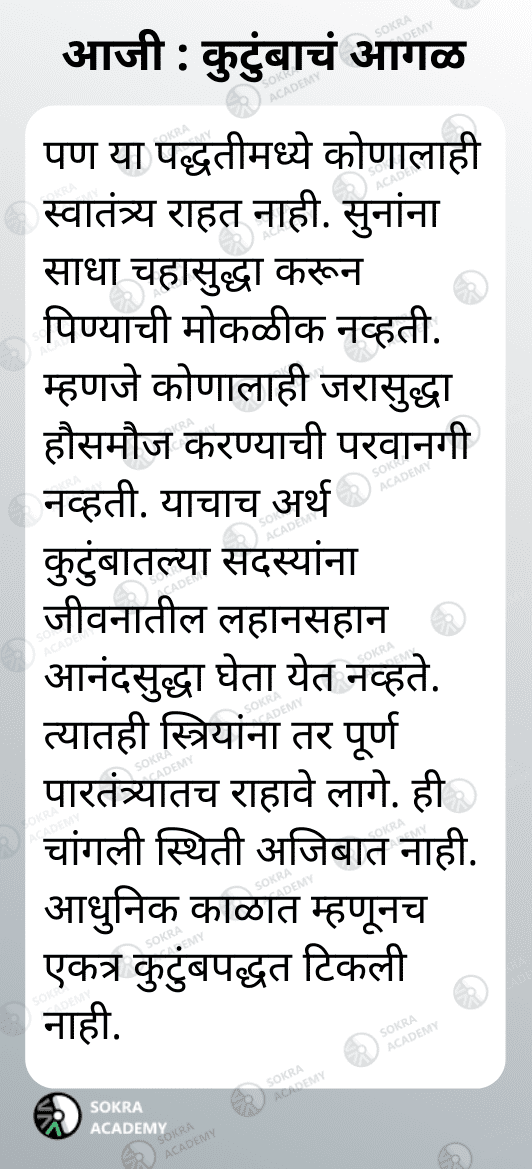 आजी : कुटुंबाचं आगळ
पण या पद्धतीमध्ये कोणालाही
स्वातंत्र्य राहत नाही. सुनांना
साधा चहासुद्धा करून
पिण्याची मोकळीक नव्हती.
म्हणजे कोणालाही जरासुद्धा
हौसमौज करण्याची परवानगी
नव्हती. याचाच अर्थ
कुटुंबातल्या सदस्यांना
जीवनातील लहानसहान
आनंदसुद्धा घेता येत नव्हते.
त्यातही स्त्रियांना तर पूर्ण
पारतंत्र्यातच राहावे लागे. ही
चांगली स्थिती अजिबात नाही.
आधुनिक काळात म्हणूनच
एकत्र कुटुंबपद्धत टिकली
नाही.
SOKRA
ACADEMY